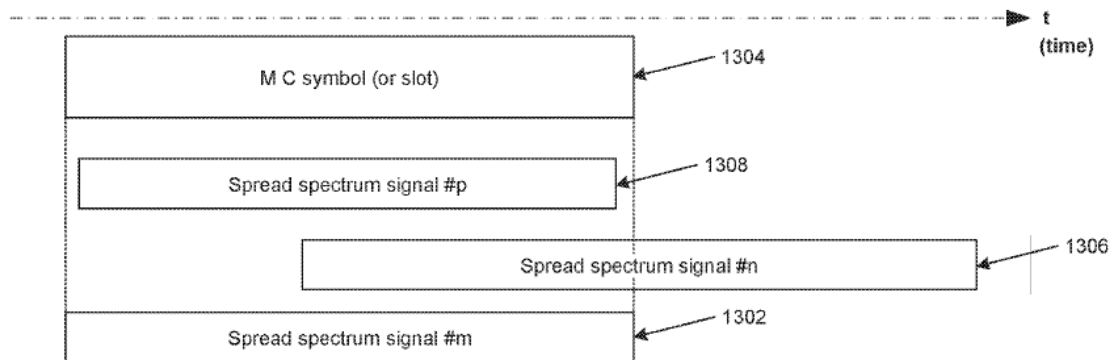 t
(time)
M C symbol (or slot)
1304
Spread spectrum signal #p
1308
Spread spectrum signal #n
1306
Spread spectrum signal #m
1302